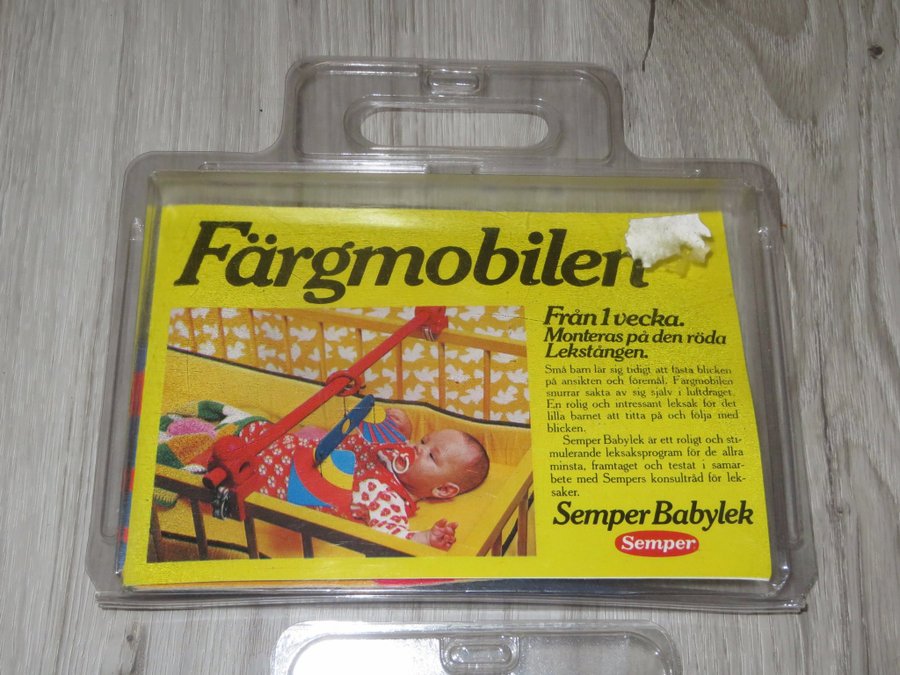 Färgmobilen
Från 1 vecka.
Monteras på den röda
Lekstången.
Små barn lär sig tidigt att fästa blicken
på ansikten och föremål. Färgmobilen
snurrar sakta av sig själv i luftdraget.
En rolig och intressant leksak för det
lilla barnet att titta på och följa med
blicken.
Semper Babylek är ett roligt och sti-
mulerande leksaksprogram för de allra
minsta, framtaget och testat i samar-
bete med Sempers konsultråd för lek-
saker.
Semper Babylek
Semper